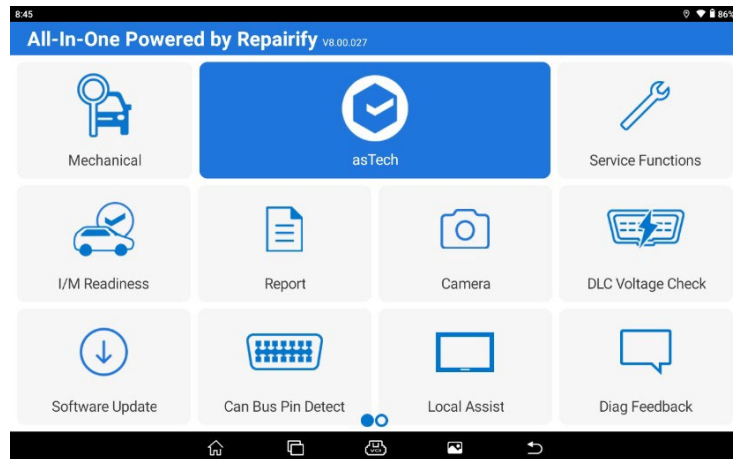 8:45
86%
All-In-One Powered by Repairify V8.00.027
Mechanical
asTech
Service Functions
I/M Readiness
Report
Camera
DLC Voltage Check
Software Update
Can Bus Pin Detect
Local Assist
Diag Feedback
VCI